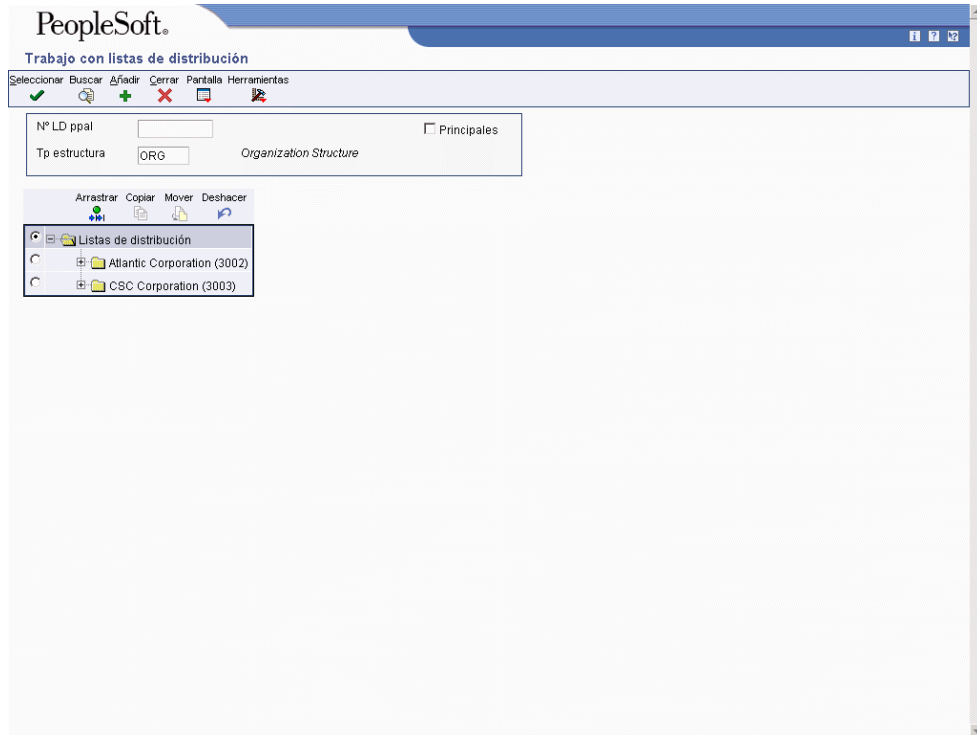 PeopleSoft.
Trabajo con listas de distribución
Seleccionar Buscar Añadir Cerrar Pantalla Herramientas
Nº LD ppal
Principales
Tp estructura ORG Organization Structure
Arrastrar Copiar Mover Deshacer
Listas de distribución
Atlantic Corporation (3002)
CSC Corporation (3003)